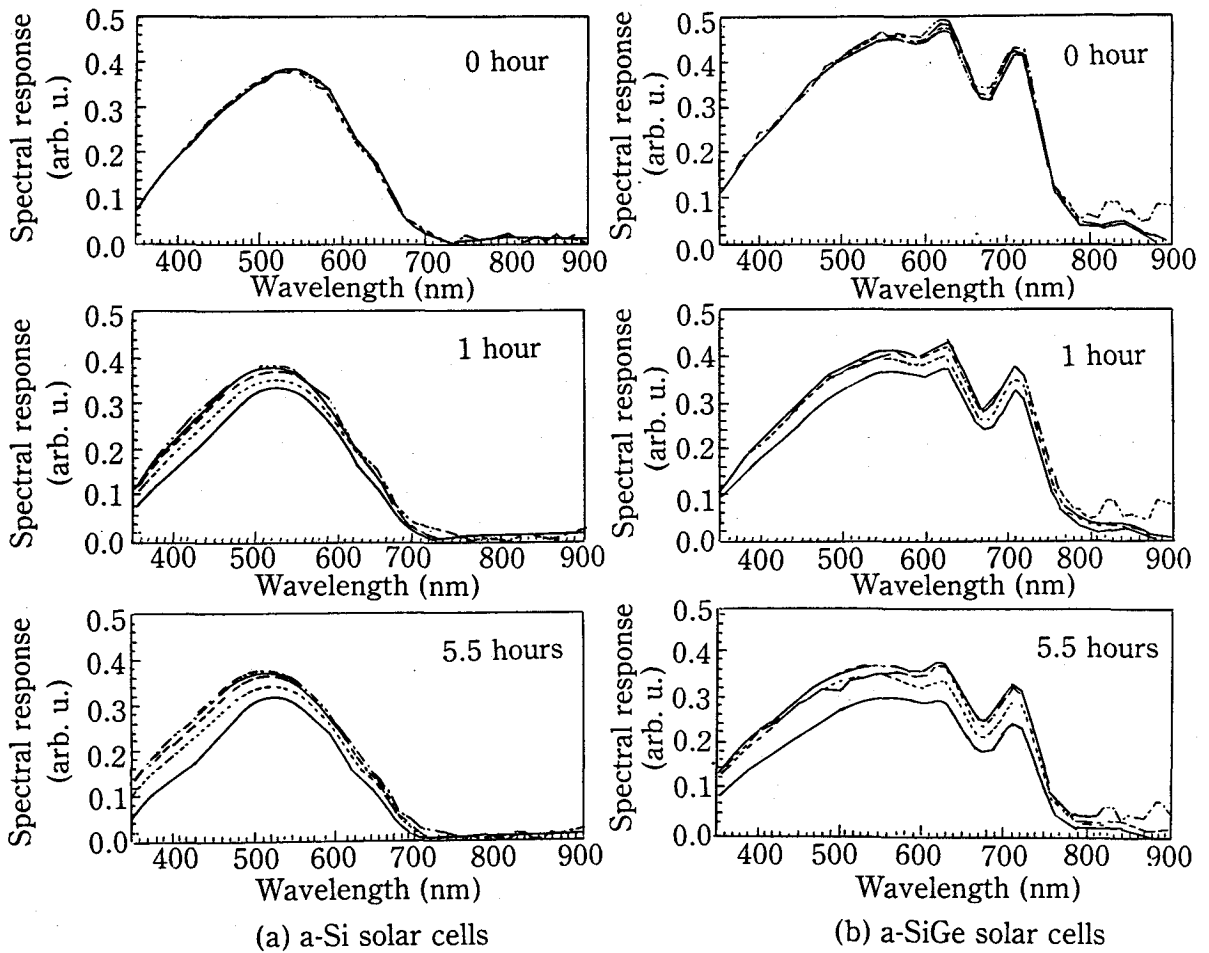 Spectral response
(arb. u.)
0.5
0.4
0.3
0.2
0.1
0.0
0 hour
400 500 600 700 800 900
Wavelength (nm)
Spectral response
(arb. u.)
0.5
0.4
0.3
0.2
0.1
0.0
1 hour
400 500 600 700 800 900
Wavelength (nm)
Spectral response
(arb. u.)
0.5
0.4
0.3
0.2
0.1
0.0
5.5 hours
400 500 600 700 800 900
Wavelength (nm)
(a) a-Si solar cells
Spectral response
(arb. u.)
0.5
0.4
0.3
0.2
0.1
0.0
0 hour
400 500 600 700 800 900
Wavelength (nm)
Spectral response
(arb. u.)
0.5
0.4
0.3
0.2
0.1
0.0
1 hour
400 500 600 700 800 900
Wavelength (nm)
Spectral response
(arb. u.)
0.5
0.4
0.3
0.2
0.1
0.0
5.5 hours
400 500 600 700 800 900
Wavelength (nm)
(b) a-SiGe solar cells